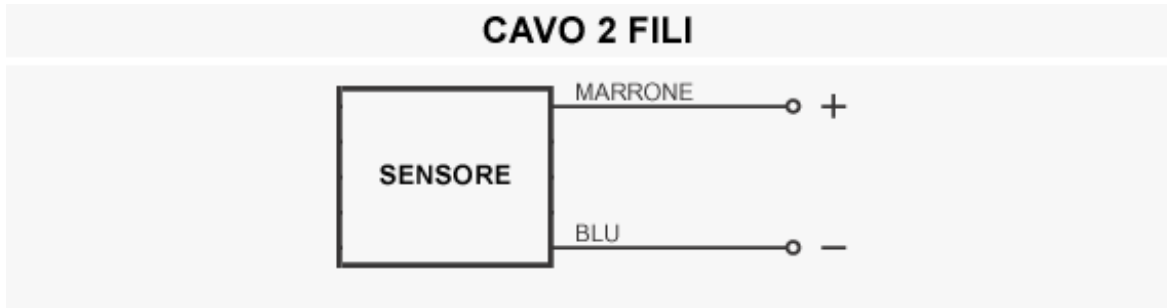 CAVO 2 FILI
MARRONE
+
SENSORE
BLU
−